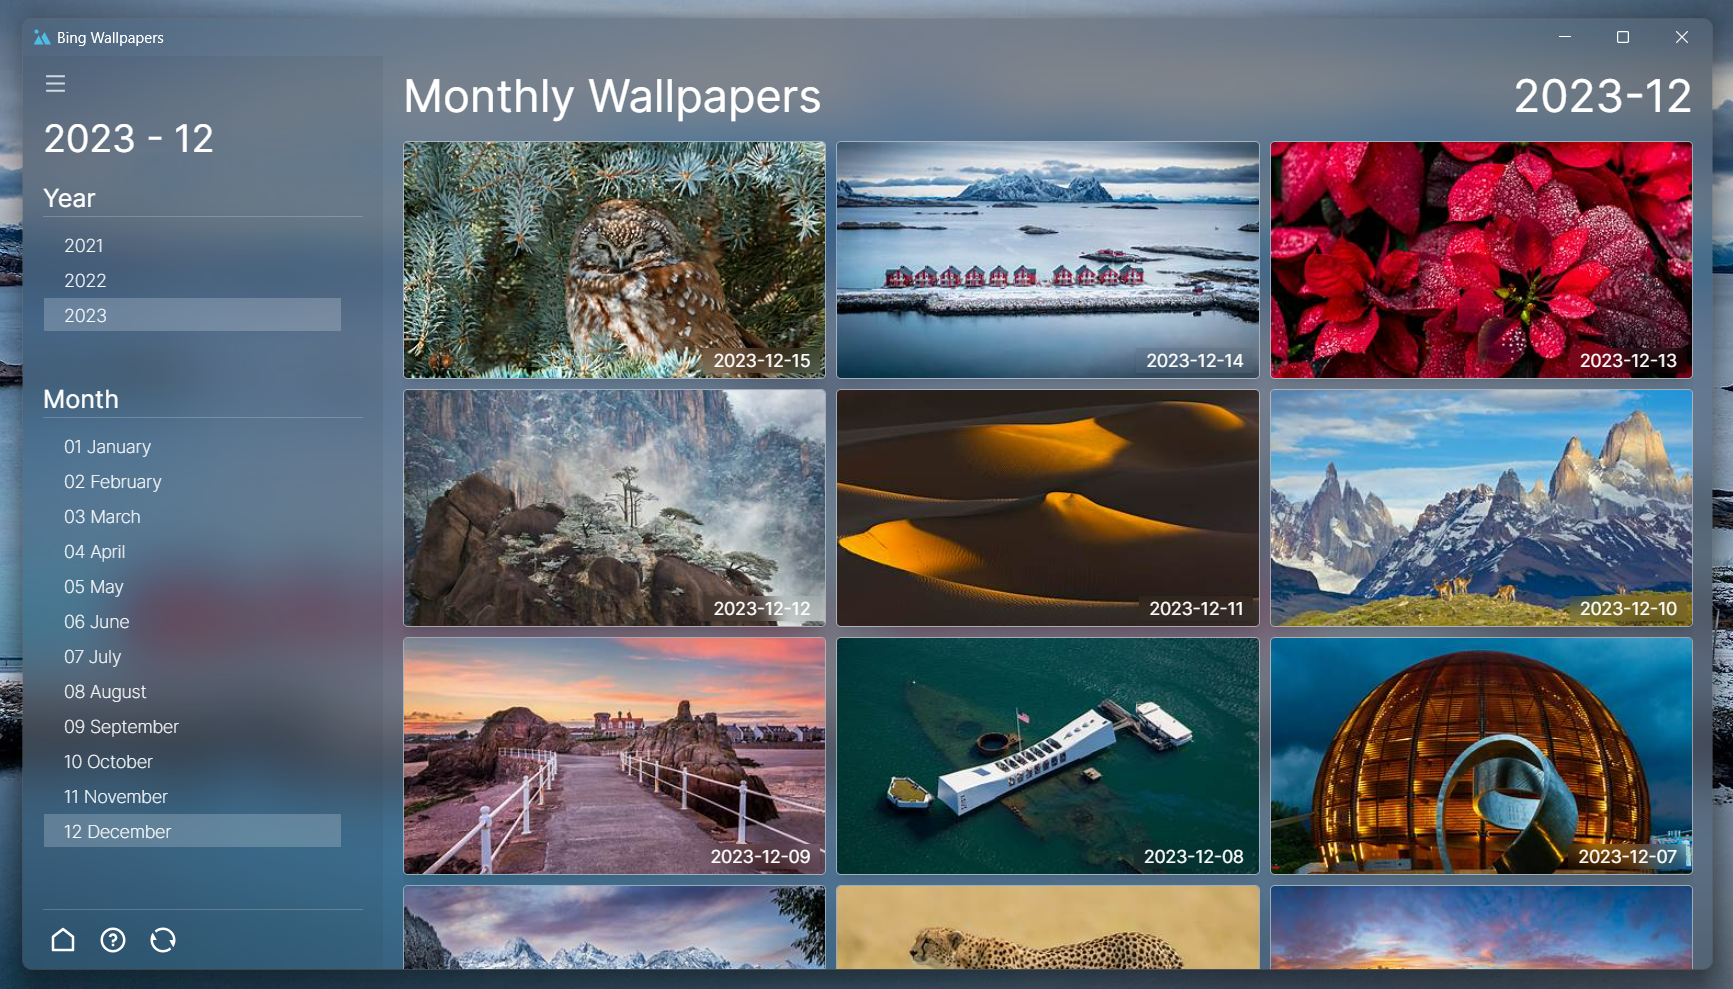 Bing Wallpapers
2023 - 12
Year
2021
2022
2023
Month
01 January
02 February
03 March
04 April
05 May
06 June
07 July
08 August
09 September
10 October
11 November
12 December
Monthly Wallpapers
2023-12
2023-12-15
2023-12-14
2023-12-13
2023-12-12
2023-12-11
2023-12-10
2023-12-09
2023-12-08
2023-12-07